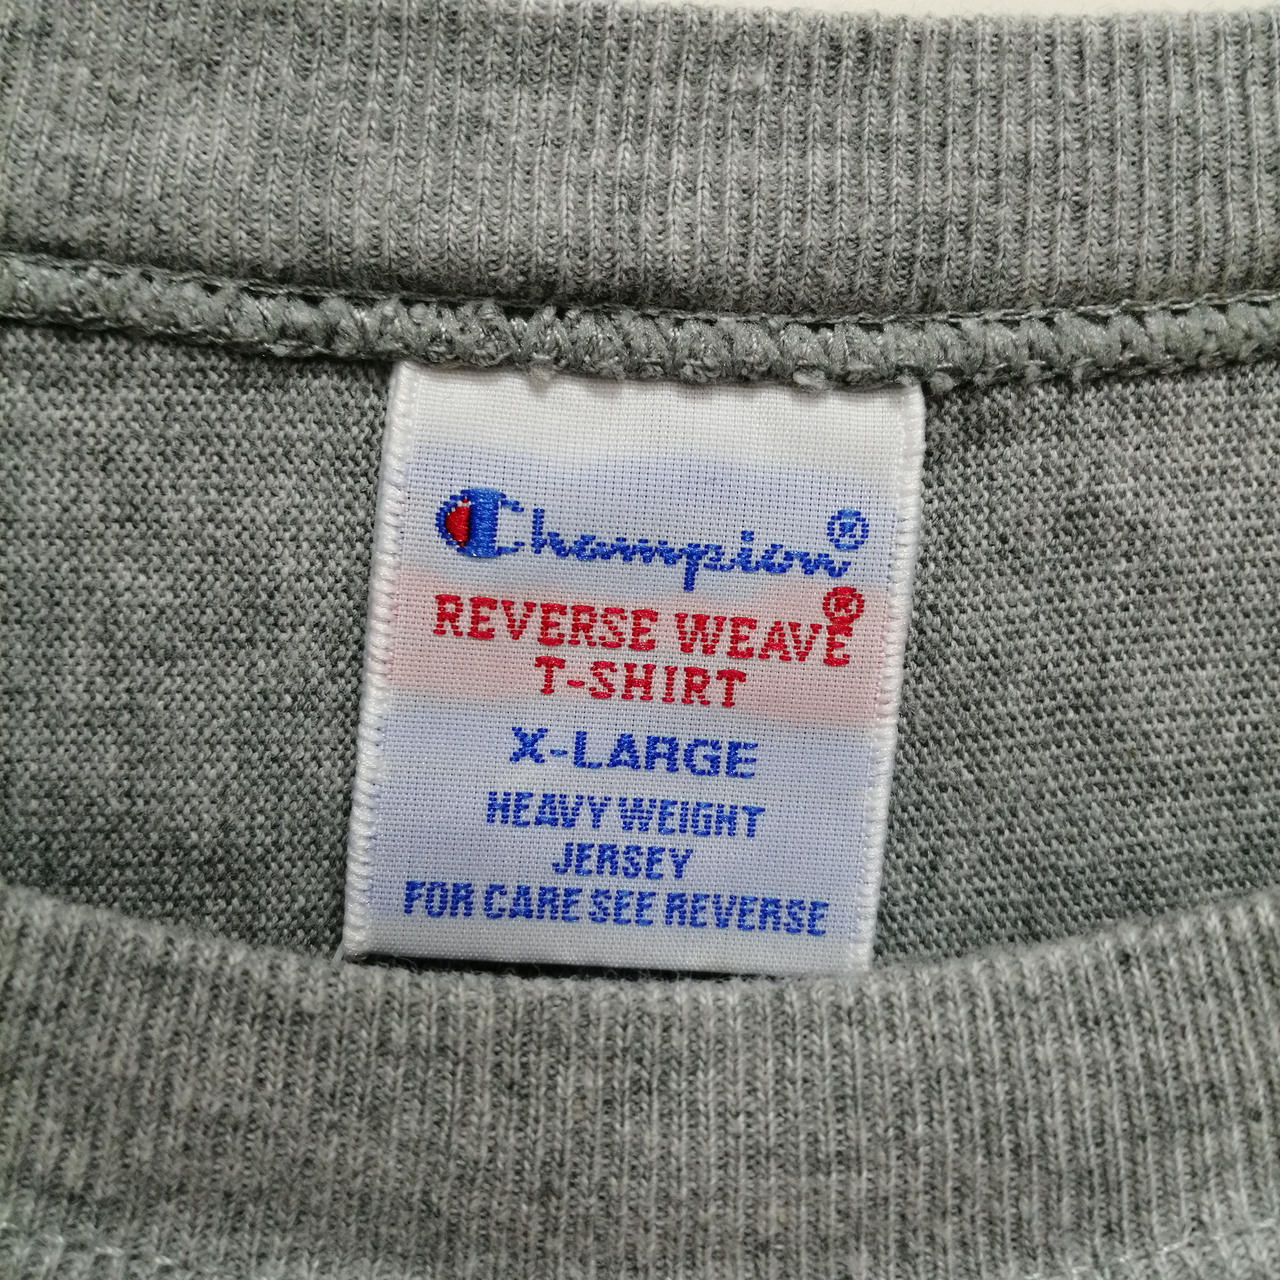 Champion®
REVERSE WEAVE®
T-SHIRT
X-LARGE
HEAVY WEIGHT
JERSEY
FOR CARE SEE REVERSE